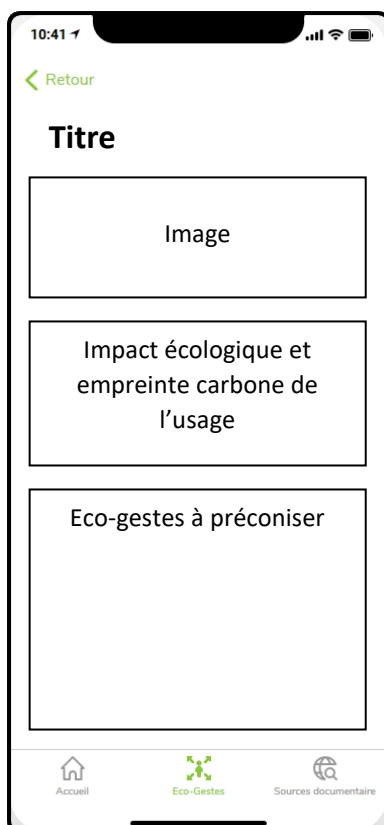 10:41
Retour
Titre
Image
Impact écologique et
empreinte carbone de
l’usage
Eco-gestes à préconiser
Accueil
Eco-Gestes
Sources documentaire